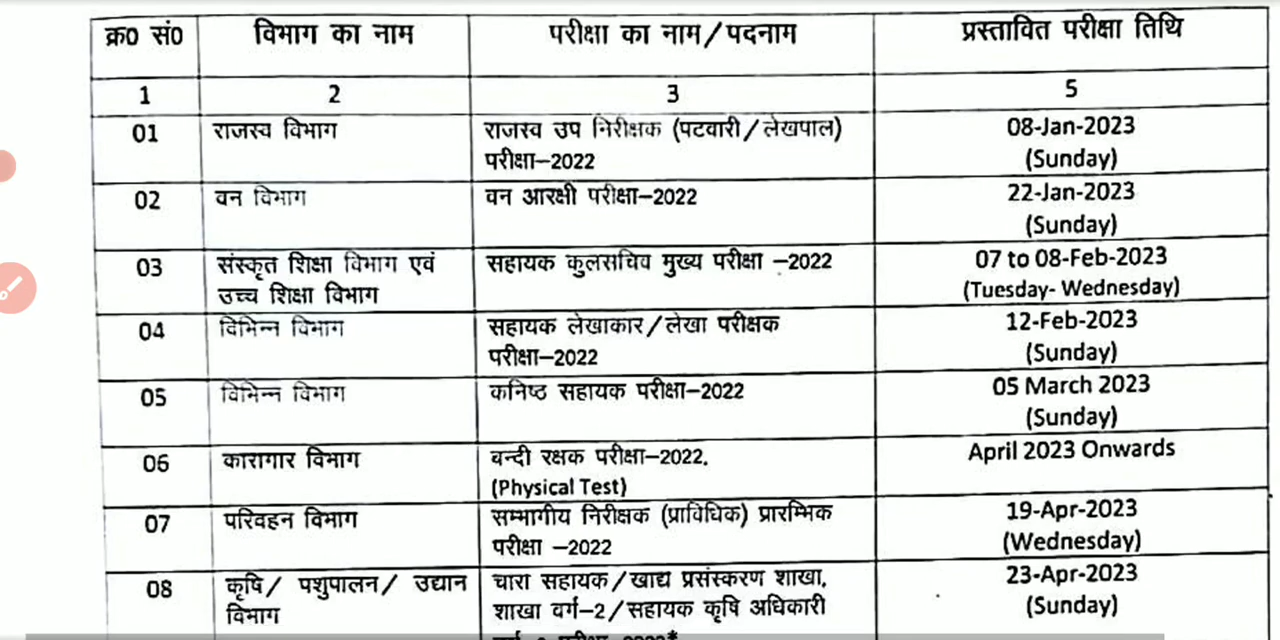 क्र0 सं0
विभाग का नाम
परीक्षा का नाम/पदनाम
प्रस्तावित परीक्षा तिथि
1
2
3
5
01
राजस्व विभाग
राजस्व उप निरीक्षक (पटवारी/लेखपाल)
परीक्षा–2022
08-Jan-2023
(Sunday)
02
वन विभाग
वन आरक्षी परीक्षा–2022
22-Jan-2023
(Sunday)
03
संस्कृत शिक्षा विभाग एवं
उच्च शिक्षा विभाग
सहायक कुलसचिव मुख्य परीक्षा –2022
07 to 08-Feb-2023
(Tuesday- Wednesday)
04
विभिन्न विभाग
सहायक लेखाकार/लेखा परीक्षक
परीक्षा–2022
12-Feb-2023
(Sunday)
05
विभिन्न विभाग
कनिष्ठ सहायक परीक्षा–2022
05 March 2023
(Sunday)
06
कारागार विभाग
बन्दी रक्षक परीक्षा–2022.
(Physical Test)
April 2023 Onwards
07
परिवहन विभाग
सम्भागीय निरीक्षक (प्राविधिक) प्रारम्भिक
परीक्षा –2022
19-Apr-2023
(Wednesday)
08
कृषि/ पशुपालन/ उद्यान
विभाग
चारा सहायक/खाद्य प्रसंस्करण शाखा,
शाखा वर्ग–2/सहायक कृषि अधिकारी
23-Apr-2023
(Sunday)